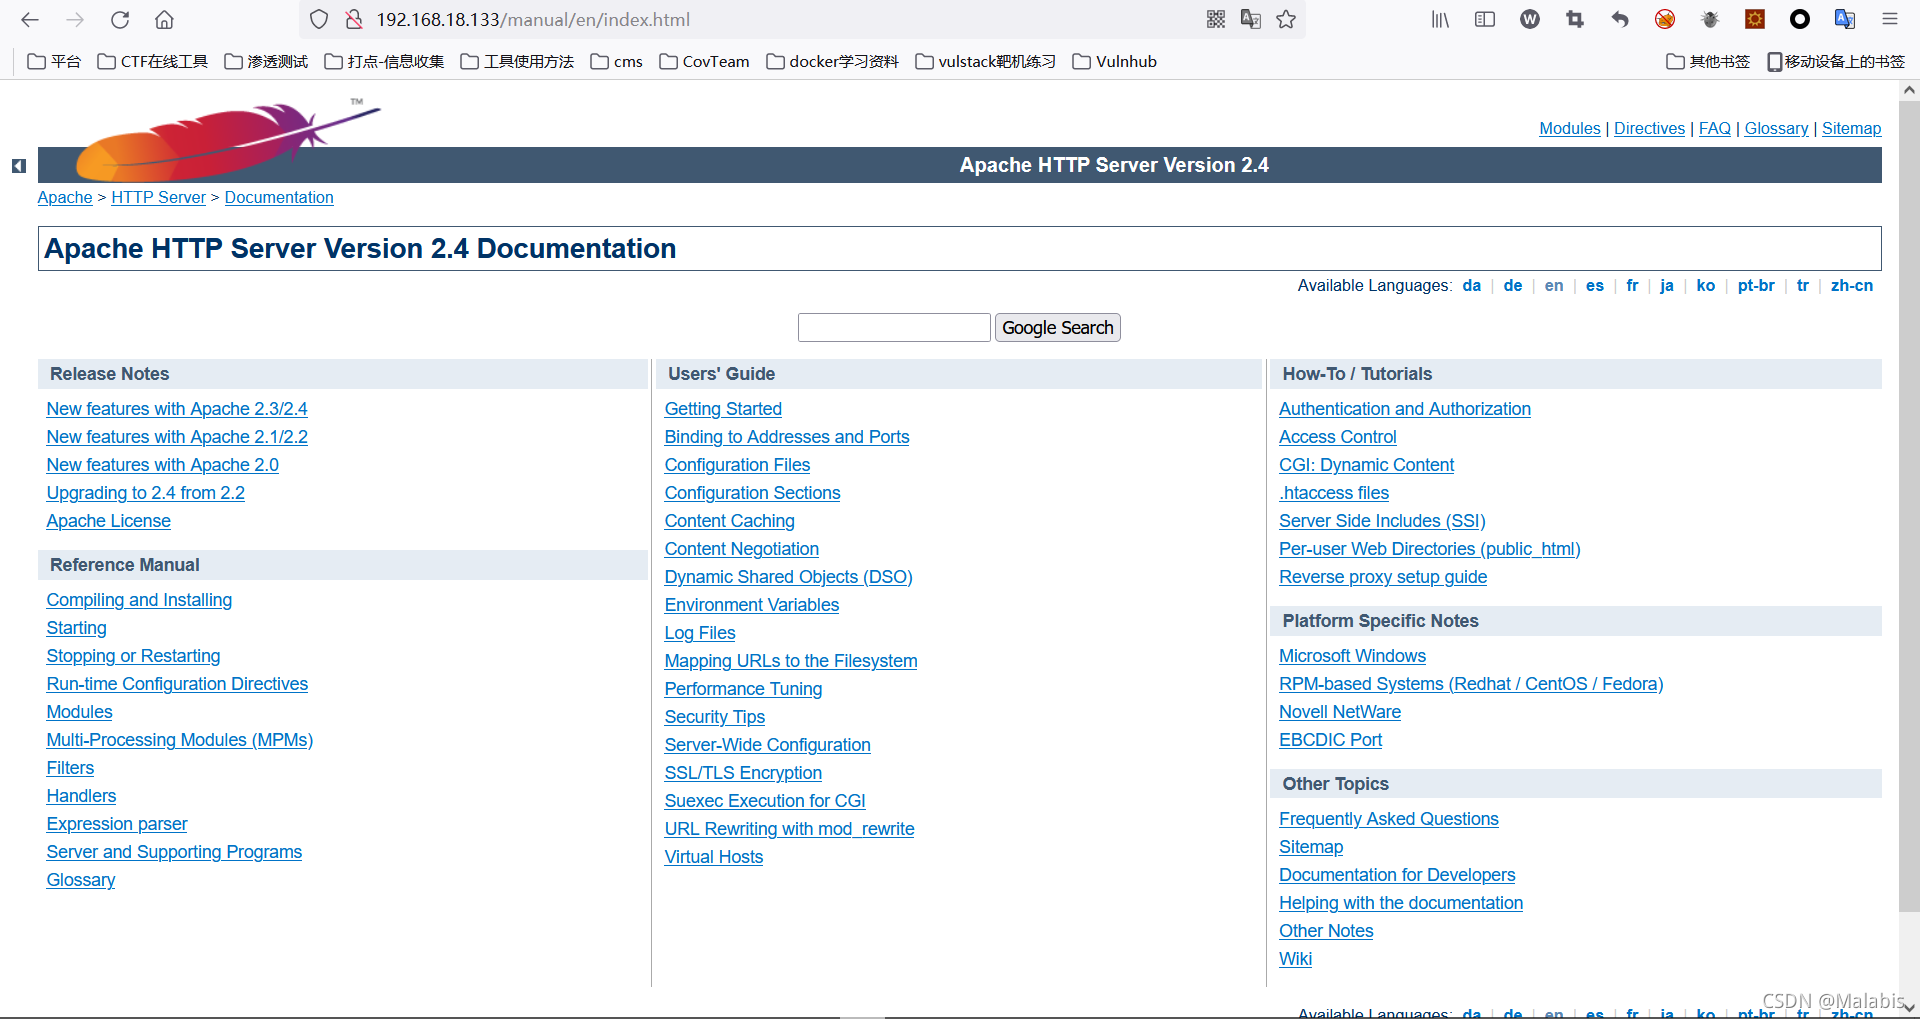 192.168.18.133/manual/en/index.html
平台 CTF在线工具 渗透测试 打点-信息收集 工具使用方法 cms CovTeam docker学习资料 vulstack靶机练习 Vulnhub 其他书签 移动设备上的书签
TM
Modules | Directives | FAQ | Glossary | Sitemap
Apache HTTP Server Version 2.4
Apache > HTTP Server > Documentation
Apache HTTP Server Version 2.4 Documentation
Available Languages: da | de | en | es | fr | ja | ko | pt-br | tr | zh-cn
Google Search
Release Notes
New features with Apache 2.3/2.4
New features with Apache 2.1/2.2
New features with Apache 2.0
Upgrading to 2.4 from 2.2
Apache License
Reference Manual
Compiling and Installing
Starting
Stopping or Restarting
Run-time Configuration Directives
Modules
Multi-Processing Modules (MPMs)
Filters
Handlers
Expression parser
Server and Supporting Programs
Glossary
Users' Guide
Getting Started
Binding to Addresses and Ports
Configuration Files
Configuration Sections
Content Caching
Content Negotiation
Dynamic Shared Objects (DSO)
Environment Variables
Log Files
Mapping URLs to the Filesystem
Performance Tuning
Security Tips
Server-Wide Configuration
SSL/TLS Encryption
Suexec Execution for CGI
URL Rewriting with mod_rewrite
Virtual Hosts
How-To / Tutorials
Authentication and Authorization
Access Control
CGI: Dynamic Content
.htaccess files
Server Side Includes (SSI)
Per-user Web Directories (public_html)
Reverse proxy setup guide
Platform Specific Notes
Microsoft Windows
RPM-based Systems (Redhat / CentOS / Fedora)
Novell NetWare
EBCDIC Port
Other Topics
Frequently Asked Questions
Sitemap
Documentation for Developers
Helping with the documentation
Other Notes
Wiki
Available Languages: da | de | en | es | fr | ja | ko | pt-br | tr | zh-cn
CSDN @Malabis